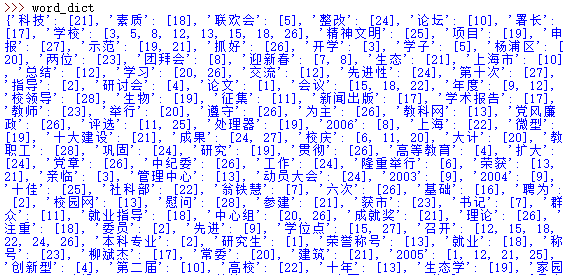 >>> word_dict
{'科技': [21], '素质': [18], '联欢会': [5], '整改': [24], '论坛': [10], '署长':
[17], '学校': [3, 5, 8, 12, 13, 15, 18, 26], '精神文明': [25], '项目': [19], '申
报': [27], '示范': [19, 21], '抓好': [26], '开学': [3], '学子': [5], '杨浦区': [
20], '两位': [23], '团拜会': [8], '迎新春': [7, 8], '生态': [21], '上海市': [10]
, '总结': [12], '学习': [20, 26], '交流': [12], '先进性': [24], '第十次': [27],
'指导': [2], '研讨会': [4], '论文': [1], '会议': [15, 18, 22], '年度': [9, 12],
'校领导': [28], '生物': [19], '征集': [11], '新闻出版': [17], '学术报告': [17],
'教师': [23], '举行': [20], '遵守': [26], '为主': [26], '教科网': [13], '党风廉
政': [26], '评选': [11, 25], '处理器': [19], '2006': [8], '上海': [22], '微型':
[19], '十大建设': [21], '成果': [24, 27], '校庆': [6, 11, 20], '大计': [20], '教
职工': [28], '巩固': [24], '研究': [19], '贯彻': [26], '高等教育': [4], '扩大':
[24], '党章': [26], '中纪委': [26], '工作': [24], '隆重举行': [6], '荣获': [13,
21], '亲临': [3], '管理中心': [13], '动员大会': [24], '2003': [9], '2004': [9],
'十佳': [25], '社科部': [22], '翁铁慧': [7], '六次': [26], '基础': [16], '聘为':
 [2], '校园网': [13], '慰问': [28], '参建': [21], '获市': [23], '书记': [7], '群
众': [11], '就业指导': [18], '中心组': [20, 26], '成就奖': [21], '理论': [26], '
注重': [18], '委员': [2], '先进': [9], '学位点': [15, 27], '召开': [12, 15, 18,
22, 24, 26], '本科专业': [2], '研究生': [1], '荣誉称号': [13], '就业': [18], '称
号': [23], '柳斌杰': [17], '常委': [20], '建筑': [21], '2005': [1, 12, 21, 25],
'创新型': [4], '第二届': [10], '高校': [22], '十年': [13], '生态学': [19], '家园